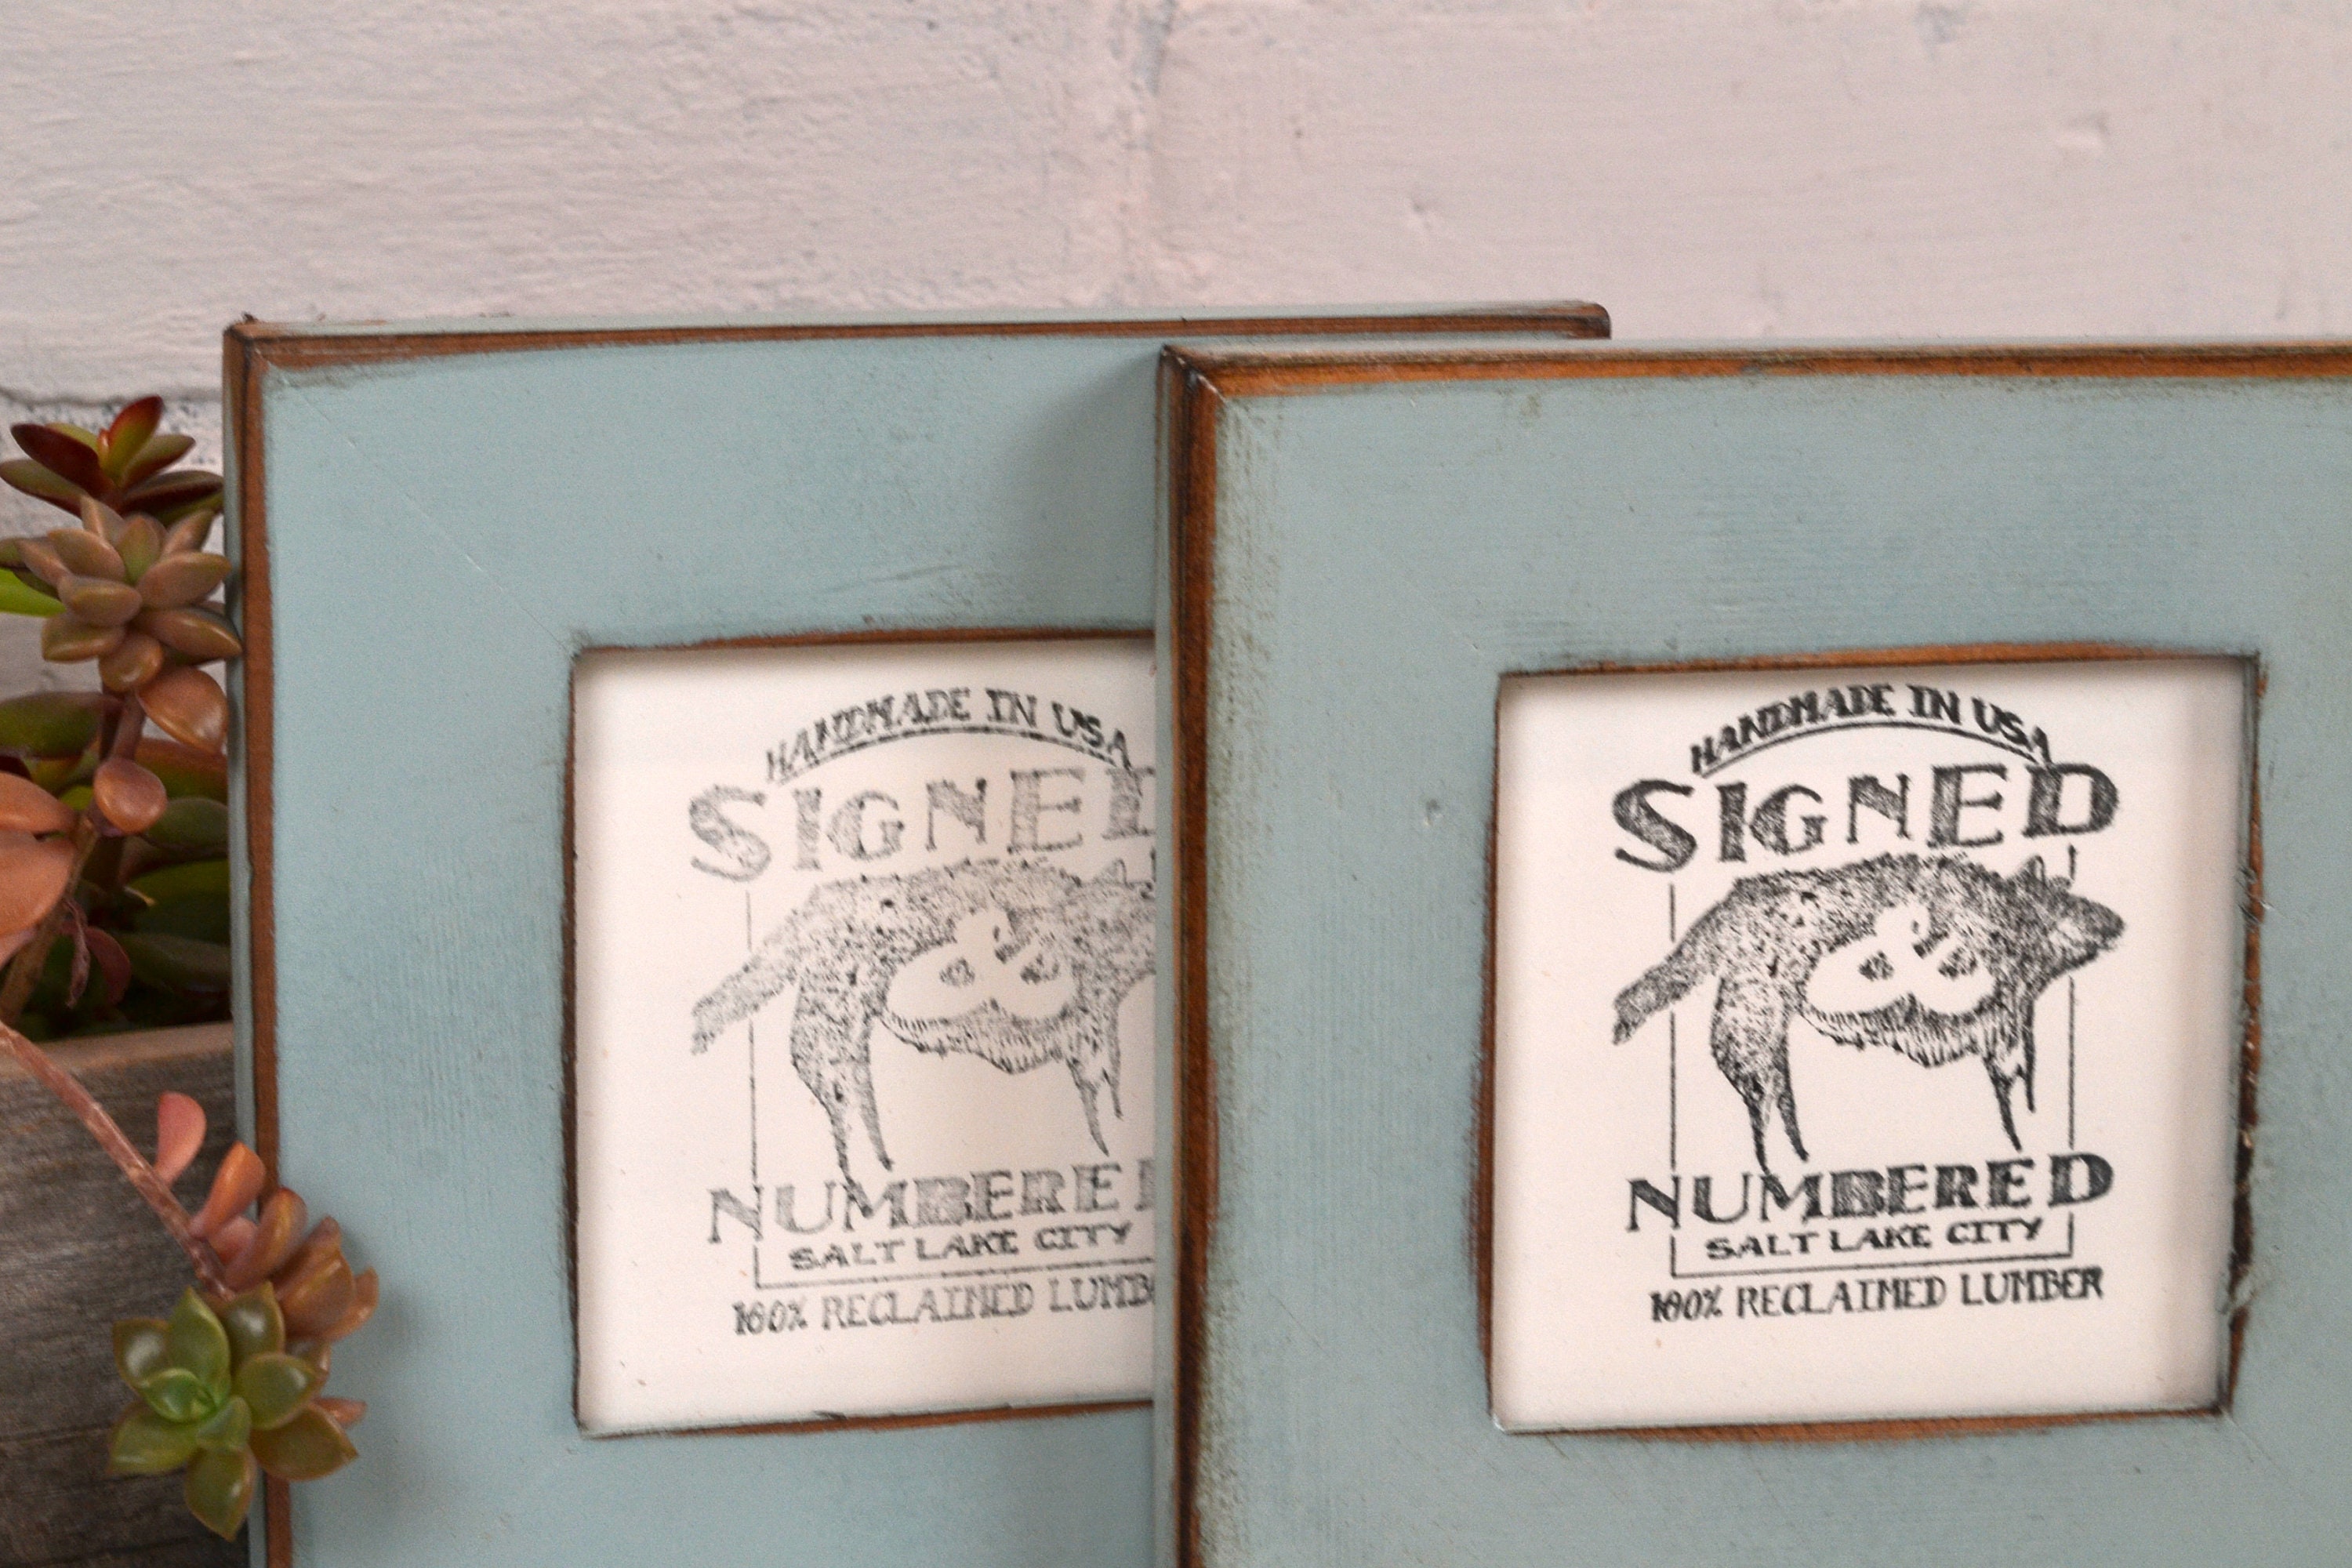 HANDMADE IN USA
SIGNED
&
NUMBERED
SALT LAKE CITY
100% RECLAIMED LUMBER
HANDMADE IN USA
SIGNED
&
NUMBERED
SALT LAKE CITY
100% RECLAIMED LUMBER